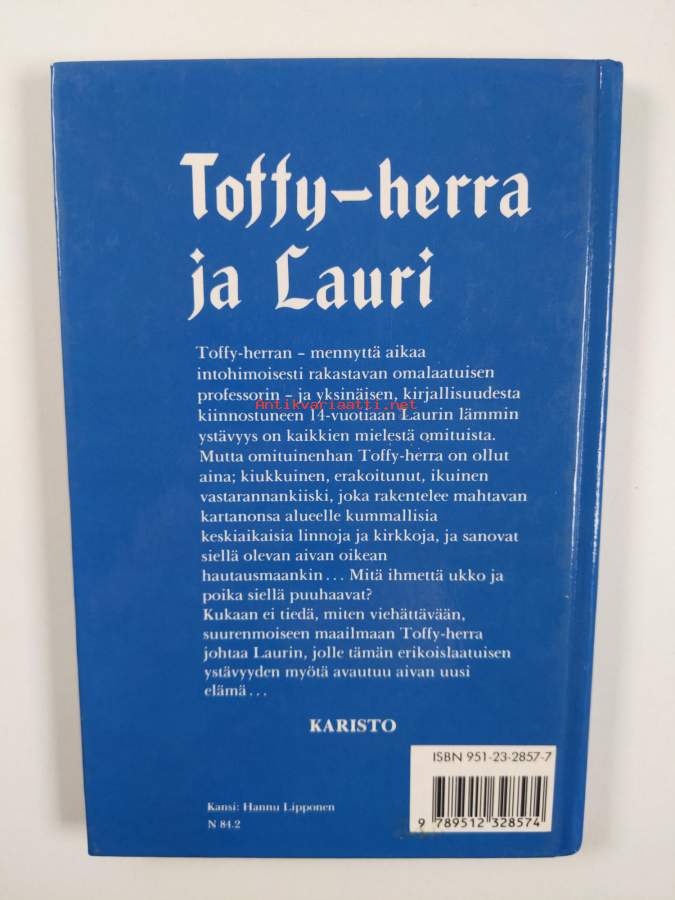 Toffy-herra
ja Lauri
Toffy-herran – mennyttä aikaa
intohimoisesti rakastavan omalaatuisen
professorin – ja yksinäisen, kirjallisuudesta
Antikvariaatti.net
kiinnostuneen 14-vuotiaan Laurin lämmin
ystävyys on kaikkien mielestä omituista.
Mutta omituinenhan Toffy-herra on ollut
aina; kiukkuinen, erakoitunut, ikuinen
vastarannankiiski, joka rakentelee mahtavan
kartanonsa alueelle kummallisia
keskiaikaisia linnoja ja kirkkoja, ja sanovat
siellä olevan aivan oikean
hautausmaankin... Mitä ihmettä ukko ja
poika siellä puuhaavat?
Kukaan ei tiedä, miten viehättävään,
suurenmoiseen maailmaan Toffy-herra
johtaa Laurin, jolle tämän erikoislaatuisen
ystävyyden myötä avautuu aivan uusi
elämä...
KARISTO
ISBN 951-23-2857-7
9 789512 328574
Kansi: Hannu Lipponen
N 84.2